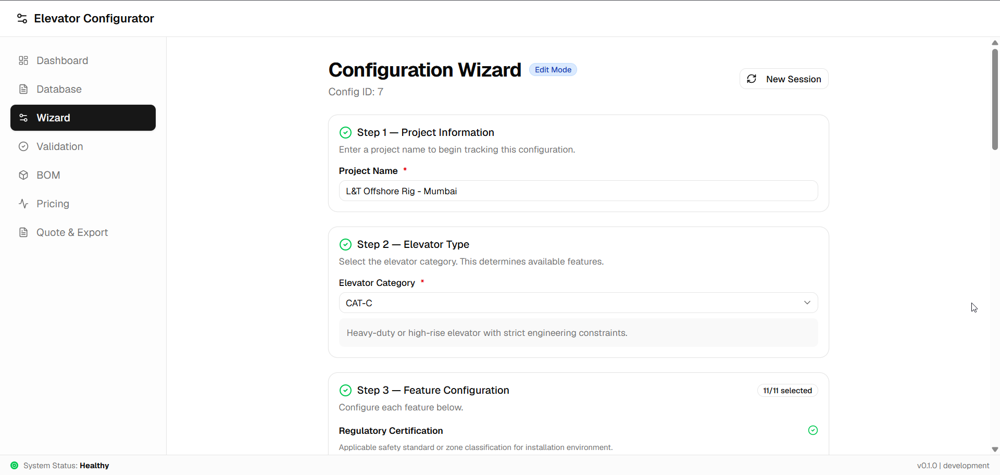 Elevator Configurator
Dashboard
Database
Wizard
Validation
BOM
Pricing
Quote & Export
Configuration Wizard Edit Mode
Config ID: 7
New Session
Step 1 — Project Information
Enter a project name to begin tracking this configuration.
Project Name *
L&T Offshore Rig - Mumbai
Step 2 — Elevator Type
Select the elevator category. This determines available features.
Elevator Category *
CAT-C
Heavy-duty or high-rise elevator with strict engineering constraints.
Step 3 — Feature Configuration 11/11 selected
Configure each feature below.
Regulatory Certification
Applicable safety standard or zone classification for installation environment.
System Status: Healthy
v0.1.0 | development